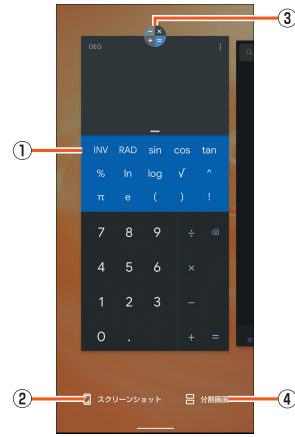 ③
DEG
①
INV RAD sin cos tan
% ln log √ ^
π e ( ) !
7 8 9 ÷
4 5 6 ×
1 2 3 −
0 . + =
② スクリーンショット 分割画面 ④